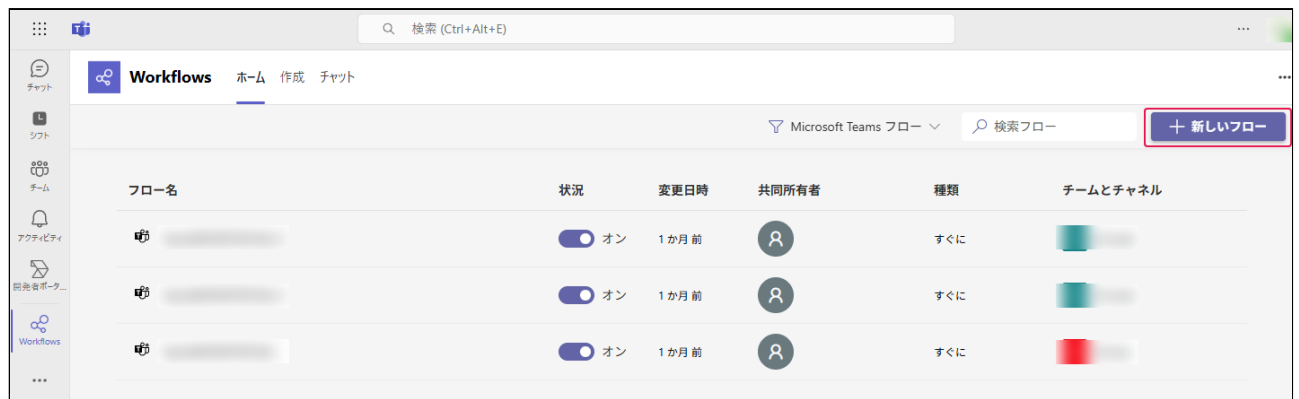 検索 (Ctrl+Alt+E)
チャット
シフト
チーム
アクティビティ
開発者ポータ...
Workflows
Workflows ホーム 作成 チャット
Microsoft Teams フロー 検索フロー 新しいフロー
フロー名 状況 変更日時 共同所有者 種類 チームとチャネル
オン 1 か月 前 すぐに
オン 1 か月 前 すぐに
オン 1 か月 前 すぐに